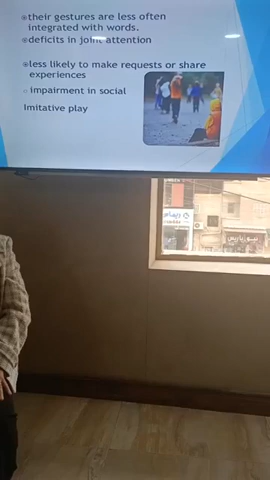 their gestures are less often
integrated with words.
deficits in joint attention
less likely to make requests or share
experiences
impairment in social
Imitative play